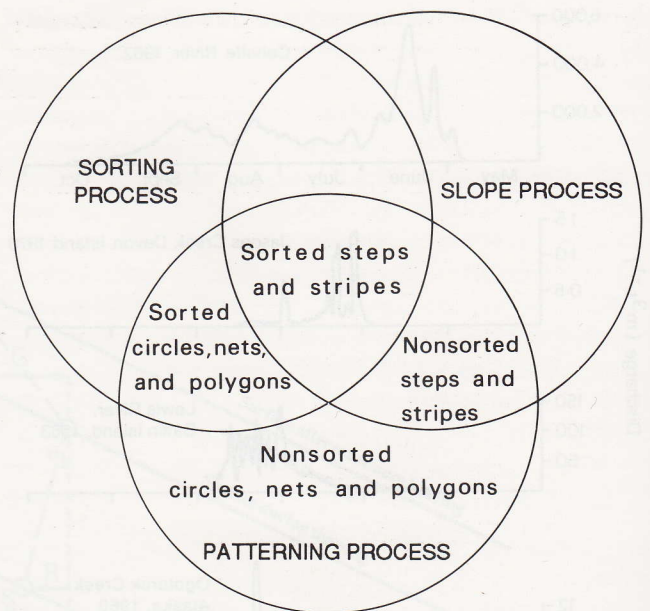 SORTING
PROCESS
SLOPE PROCESS
Sorted steps
and stripes
Sorted
circles, nets,
and polygons
Nonsorted
steps and
stripes
Nonsorted
circles, nets and polygons
PATTERNING PROCESS